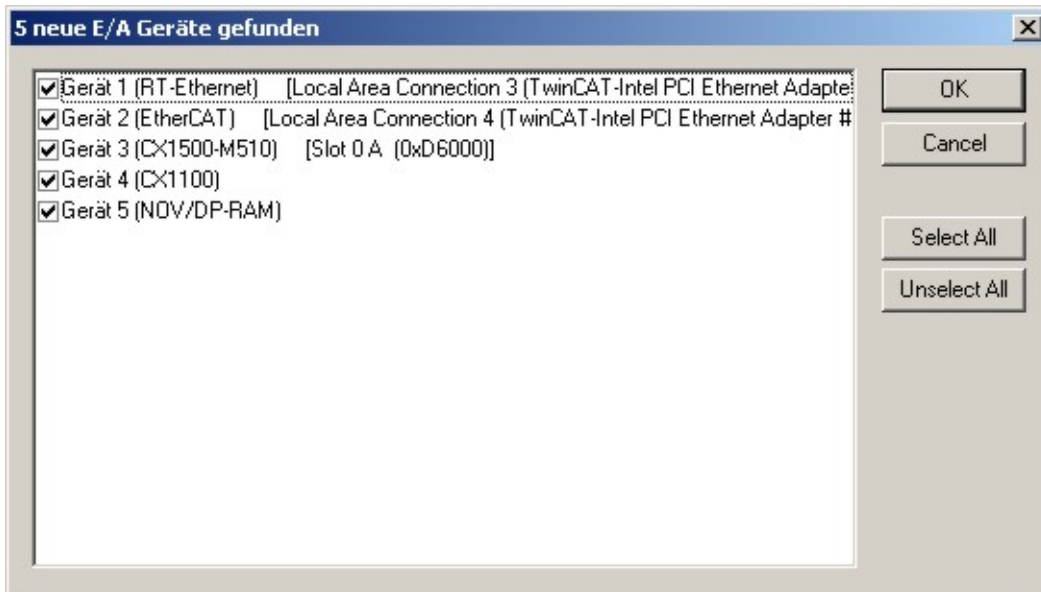 5 neue E/A Geräte gefunden
Gerät 1 (RT-Ethernet) [Local Area Connection 3 (TwinCAT-Intel PCI Ethernet Adapte
Gerät 2 (EtherCAT) [Local Area Connection 4 (TwinCAT-Intel PCI Ethernet Adapter #
Gerät 3 (CX1500-M510) [Slot 0 A (0xD6000)]
Gerät 4 (CX1100)
Gerät 5 (NOV/DP-RAM)
OK
Cancel
Select All
Unselect All